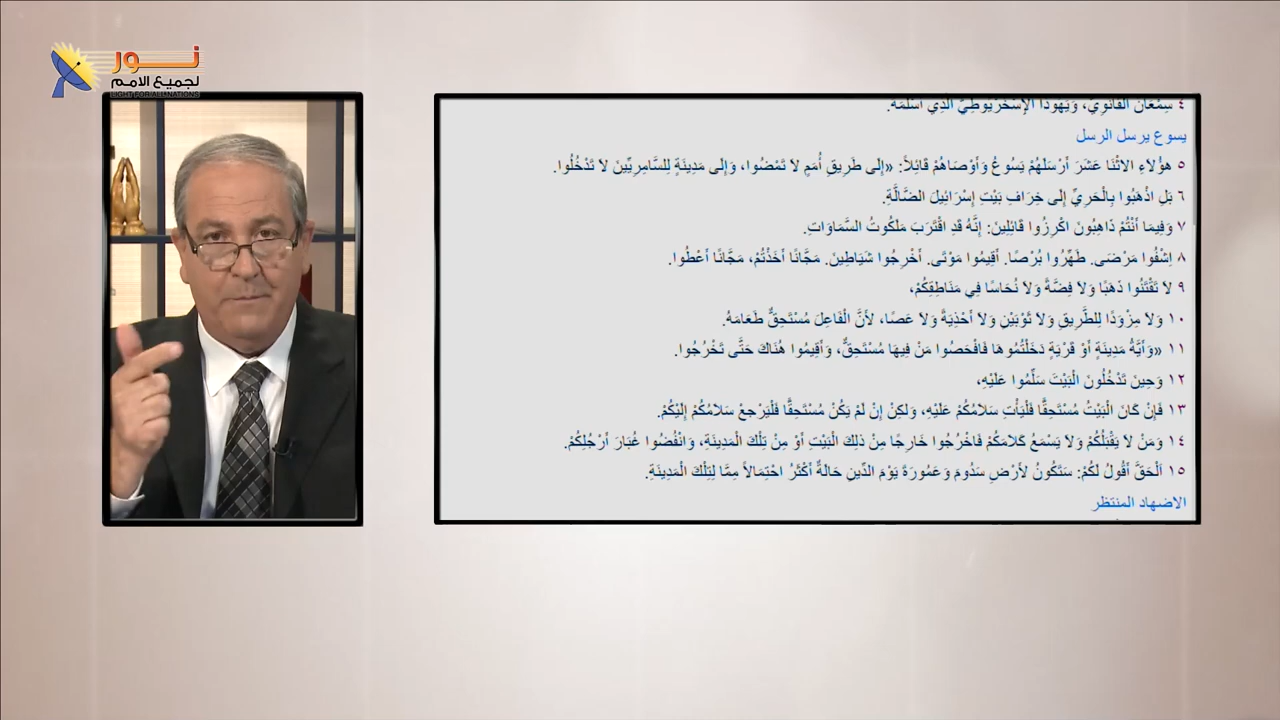 نور
لجميع الامم
LIGHT FOR ALL NATIONS
٤ سِمْعَانُ الْقَانَوِيُّ، وَيَهُوذَا الإِسْخَرْيُوطِيُّ الَّذِي أَسْلَمَهُ.
يسوع يرسل الرسل
٥ هؤُلاَءِ الاثْنَا عَشَرَ أَرْسَلَهُمْ يَسُوعُ وَأَوْصَاهُمْ قَائِلاً: «إِلَى طَرِيقِ أُمَمٍ لاَ تَمْضُوا، وَإِلَى مَدِينَةٍ لِلسَّامِرِيِّينَ لاَ تَدْخُلُوا.
٦ بَلِ اذْهَبُوا بِالْحَرِيِّ إِلَى خِرَافِ بَيْتِ إِسْرَائِيلَ الضَّالَّةِ.
٧ وَفِيمَا أَنْتُمْ ذَاهِبُونَ اكْرِزُوا قَائِلِينَ: إِنَّهُ قَدِ اقْتَرَبَ مَلَكُوتُ السَّمَاوَاتِ.
٨ اِشْفُوا مَرْضَى. طَهِّرُوا بُرْصًا. أَقِيمُوا مَوْتَى. أَخْرِجُوا شَيَاطِينَ. مَجَّانًا أَخَذْتُمْ، مَجَّانًا أَعْطُوا.
٩ لاَ تَقْتَنُوا ذَهَبًا وَلاَ فِضَّةً وَلاَ نُحَاسًا فِي مَنَاطِقِكُمْ،
١٠ وَلاَ مِزْوَدًا لِلطَّرِيقِ وَلاَ ثَوْبَيْنِ وَلاَ أَحْذِيَةً وَلاَ عَصًا، لأَنَّ الْفَاعِلَ مُسْتَحِقٌّ طَعَامَهُ.
١١ «وَأَيَّةُ مَدِينَةٍ أَوْ قَرْيَةٍ دَخَلْتُمُوهَا فَافْحَصُوا مَنْ فِيهَا مُسْتَحِقٌّ، وَأَقِيمُوا هُنَاكَ حَتَّى تَخْرُجُوا.
١٢ وَحِينَ تَدْخُلُونَ الْبَيْتَ سَلِّمُوا عَلَيْهِ،
١٣ فَإِنْ كَانَ الْبَيْتُ مُسْتَحِقًّا فَلْيَأْتِ سَلاَمُكُمْ عَلَيْهِ، وَلكِنْ إِنْ لَمْ يَكُنْ مُسْتَحِقًّا فَلْيَرْجعْ سَلاَمُكُمْ إِلَيْكُمْ.
١٤ وَمَنْ لاَ يَقْبَلُكُمْ وَلاَ يَسْمَعُ كَلاَمَكُمْ فَاخْرُجُوا خَارِجًا مِنْ ذلِكَ الْبَيْتِ أَوْ مِنْ تِلْكَ الْمَدِينَةِ، وَانْفُضُوا غُبَارَ أَرْجُلِكُمْ.
١٥ اَلْحَقَّ أَقُولُ لَكُمْ: سَتَكُونُ لأَرْضِ سَدُومَ وَعَمُورَةَ يَوْمَ الدِّينِ حَالَةٌ أَكْثَرُ احْتِمَالاً مِمَّا لِتِلْكَ الْمَدِينَةِ.
الاضهاد المنتظر